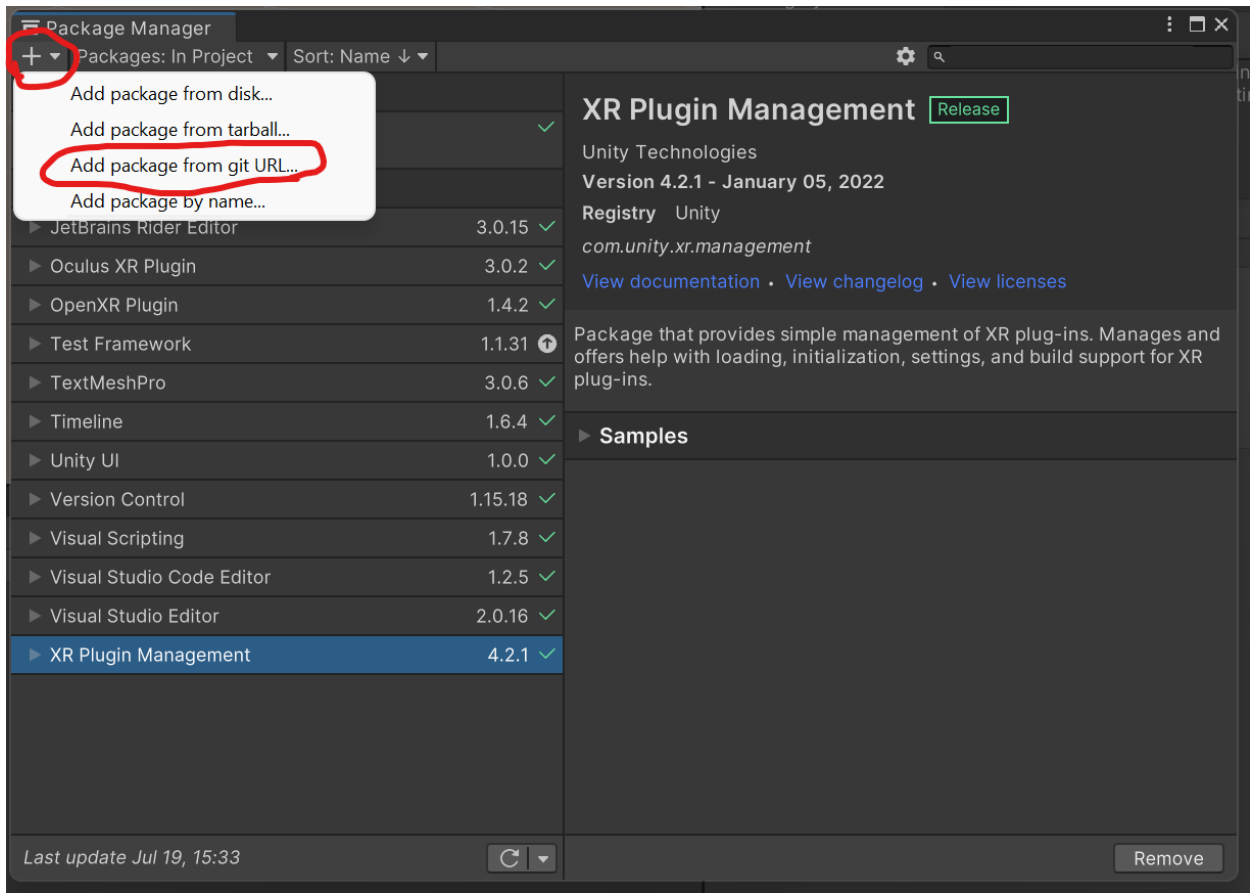 Package Manager
Packages: In Project Sort: Name
Add package from disk...
Add package from tarball...
Add package from git URL...
Add package by name...
JetBrains Rider Editor 3.0.15
Oculus XR Plugin 3.0.2
OpenXR Plugin 1.4.2
Test Framework 1.1.31
TextMeshPro 3.0.6
Timeline 1.6.4
Unity UI 1.0.0
Version Control 1.15.18
Visual Scripting 1.7.8
Visual Studio Code Editor 1.2.5
Visual Studio Editor 2.0.16
XR Plugin Management 4.2.1
Last update Jul 19, 15:33
XR Plugin Management Release
Unity Technologies
Version 4.2.1 - January 05, 2022
Registry Unity
com.unity.xr.management
View documentation • View changelog • View licenses
Package that provides simple management of XR plug-ins. Manages and
offers help with loading, initialization, settings, and build support for XR
plug-ins.
Samples
Remove